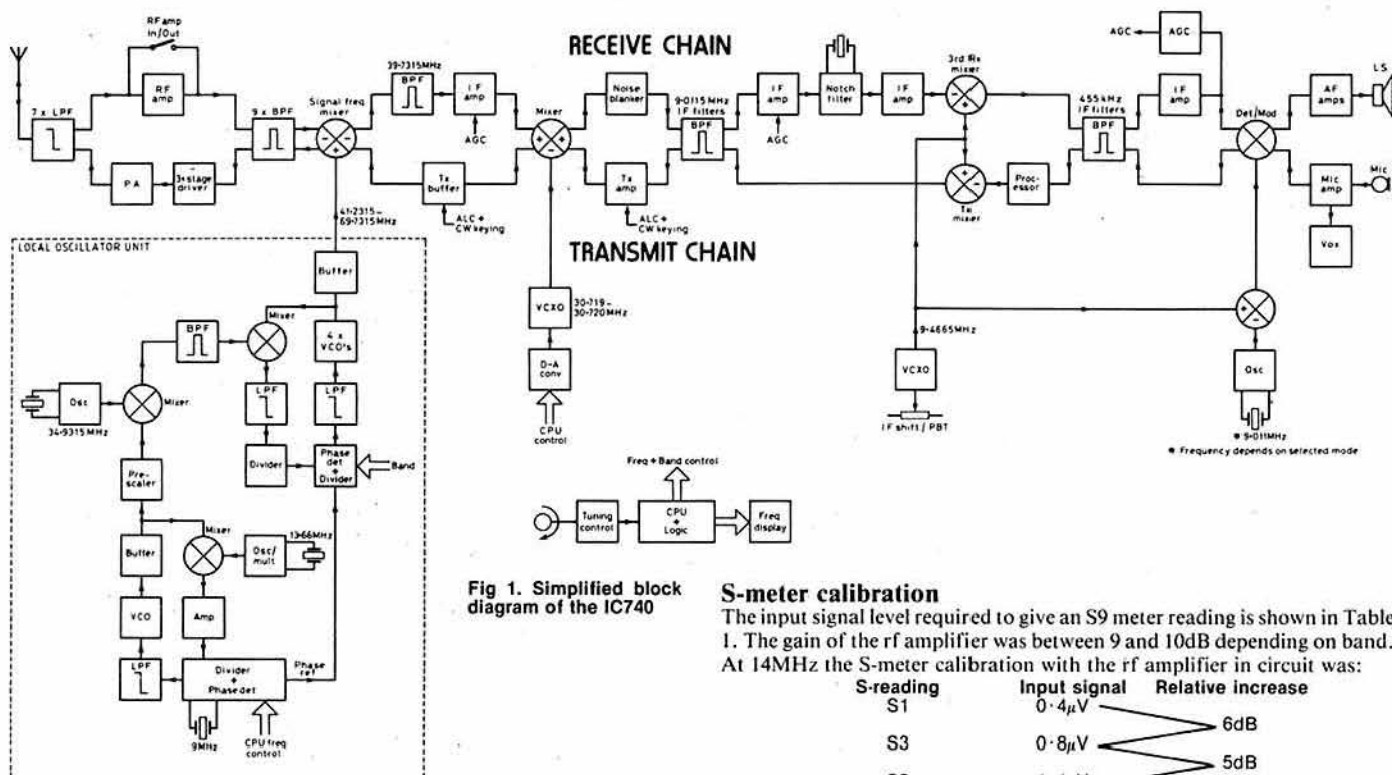 RF amp
In/Out
RECEIVE CHAIN
RF
amp
7 x LPF
9 x BPF
Signal freq
mixer
39·7315MHz
BPF
IF
amp
AGC
Mixer
Noise
blanker
9·0115MHz
IF filters
BPF
IF
amp
AGC
Notch
filter
IF
amp
3rd Rx
mixer
455kHz
IF filters
BPF
AGC
AGC
IF
amp
Det/Mod
AF
amps
LS
PA
3-stage
driver
Tx
buffer
ALC +
CW keying
Tx
amp
ALC +
CW keying
Tx
mixer
Proc-
essor
Mic
amp
Mic
Vox
TRANSMIT CHAIN
41·2315–
69·7315MHz
LOCAL OSCILLATOR UNIT
Buffer
Mixer
BPF
4 x
VCO's
Osc
34·9315MHz
Mixer
LPF
LPF
Divider
Phase
det +
Divider
Band
Pre-
scaler
Mixer
13·66MHz
Osc/
mult
Buffer
VCO
Amp
LPF
Divider
+
Phase det
Phase
ref
9MHz
CPU freq
control
VCXO
30·719–
30·720MHz
D-A
conv
CPU
control
9·4665MHz
VCXO
IF shift / PBT
Osc
* 9·011MHz
* Frequency depends on selected mode
Freq + Band control
Tuning
control
CPU
+
Logic
Freq
display
Fig 1. Simplified block
diagram of the IC740
S-meter calibration
The input signal level required to give an S9 meter reading is shown in Table
1. The gain of the rf amplifier was between 9 and 10dB depending on band.
At 14MHz the S-meter calibration with the rf amplifier in circuit was:
S-reading Input signal Relative increase
S1 0·4µV
6dB
S3 0·8µV
5dB